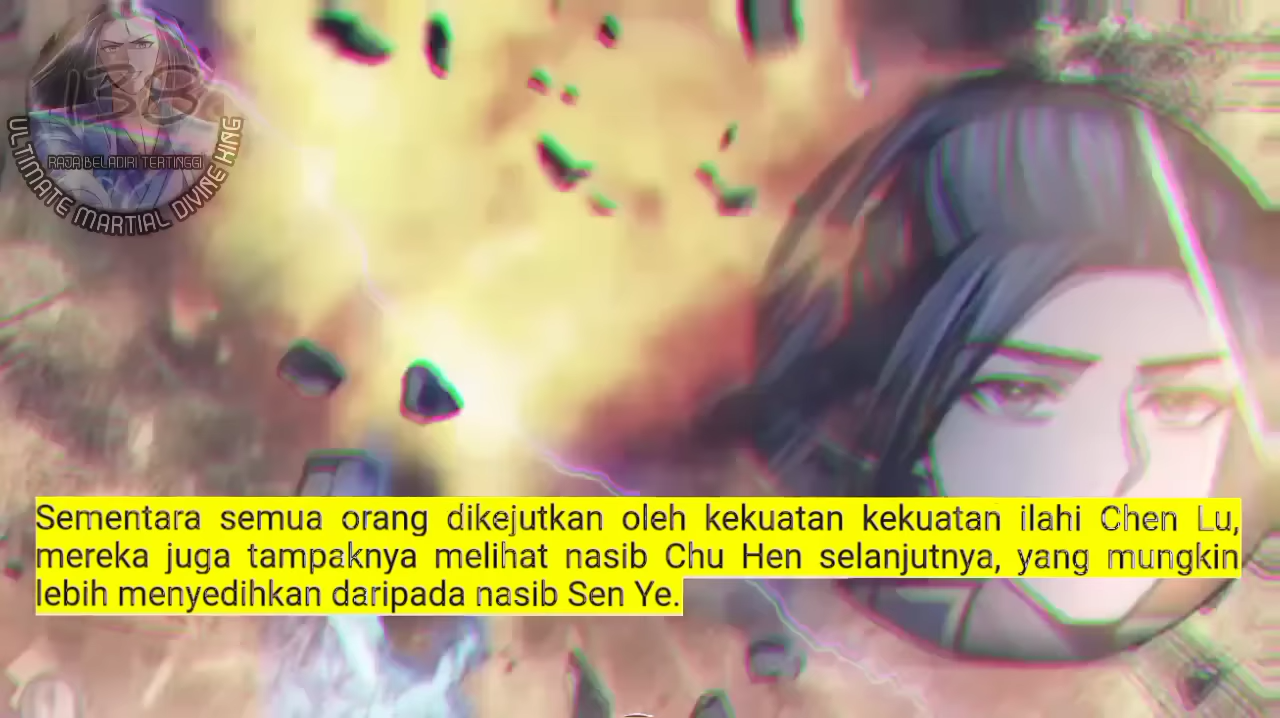 138
RAJA BELADIRI TERTINGGI
ULTIMATE MARTIAL DIVINE KING
Sementara semua orang dikejutkan oleh kekuatan kekuatan ilahi Chen Lu,
mereka juga tampaknya melihat nasib Chu Hen selanjutnya, yang mungkin
lebih menyedihkan daripada nasib Sen Ye.